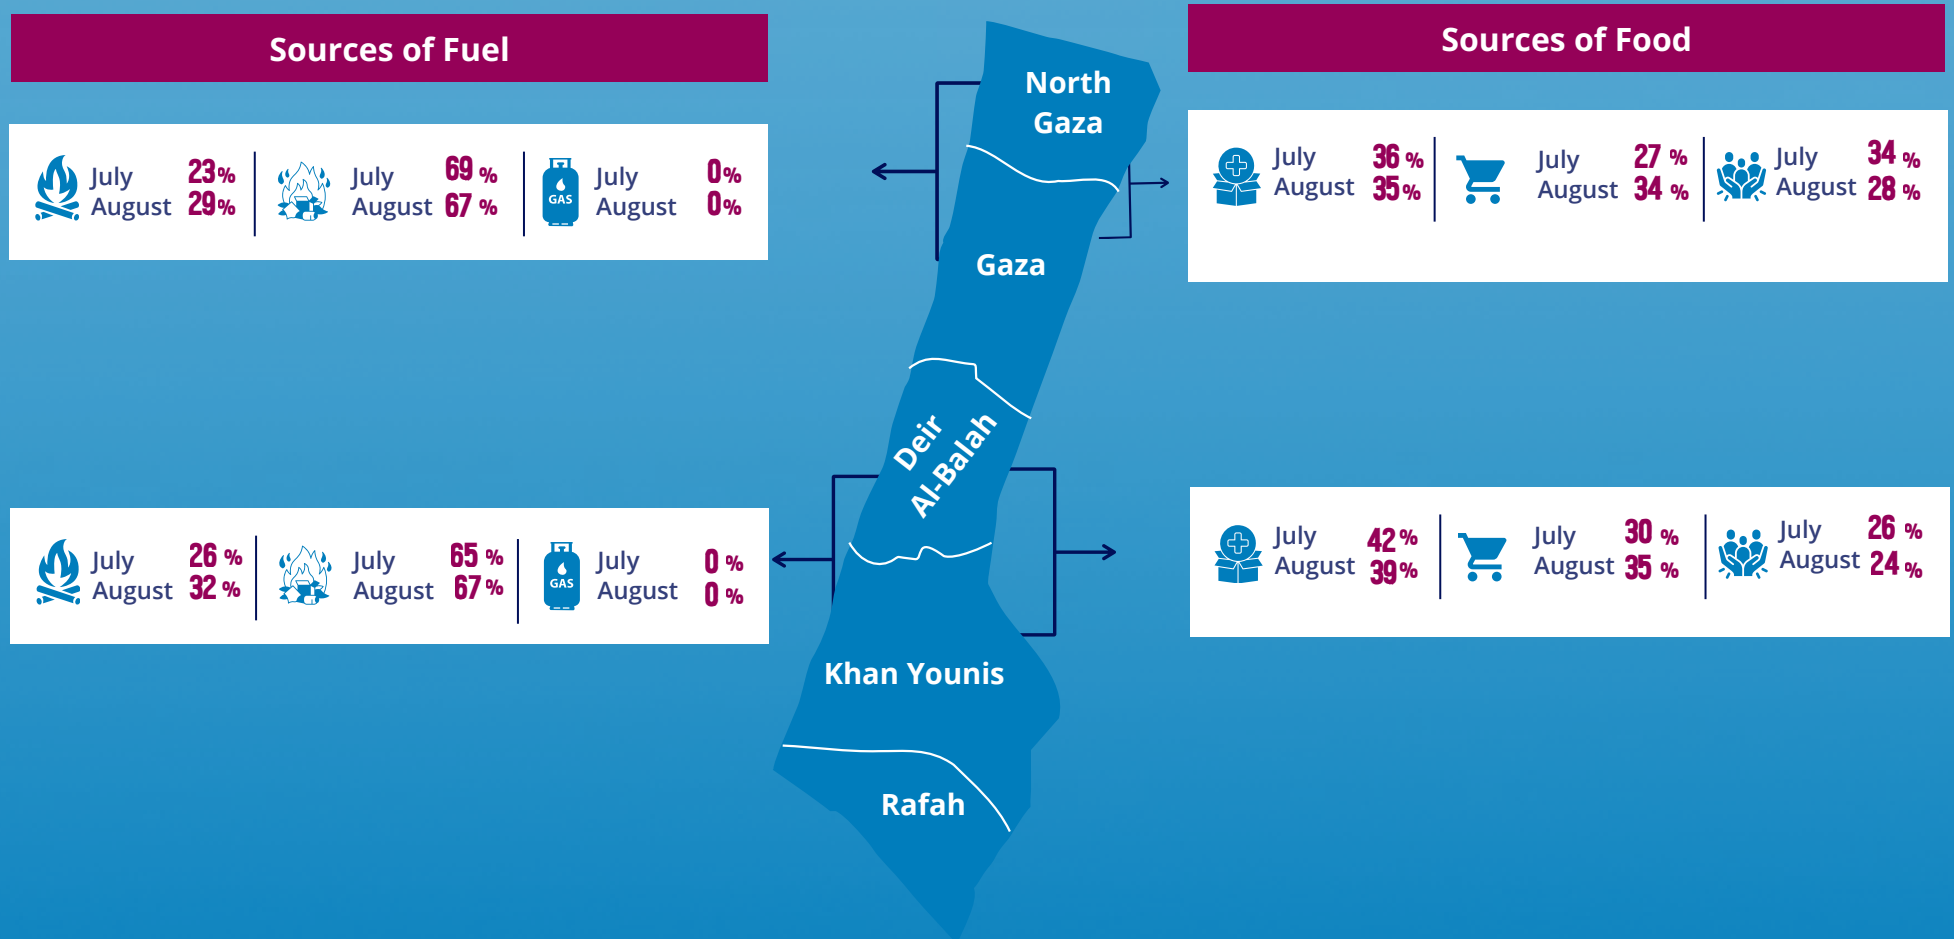 Sources of Fuel
July 23% August 29%
July 69 % August 67 %
GAS
July 0% August 0%
North
Gaza
Gaza
Deir
Al-Balah
Khan Younis
Rafah
Sources of Food
July 36 % August 35%
July 27 % August 34 %
July 34 % August 28 %
July 26 % August 32 %
July 65 % August 67 %
GAS
July 0 % August 0 %
July 42 % August 39 %
July 30 % August 35 %
July 26 % August 24 %